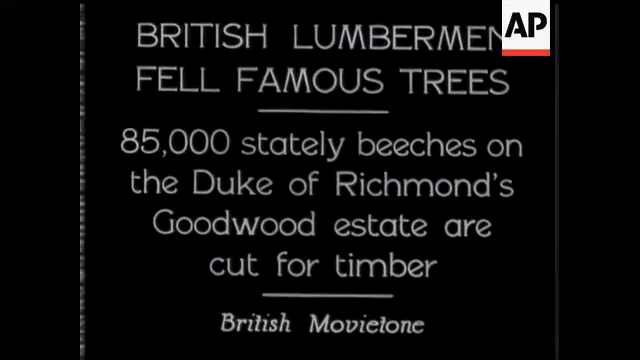 AP
BRITISH LUMBERMEN
FELL FAMOUS TREES
85,000 stately beeches on
the Duke of Richmond's
Goodwood estate are
cut for timber
British Movietone